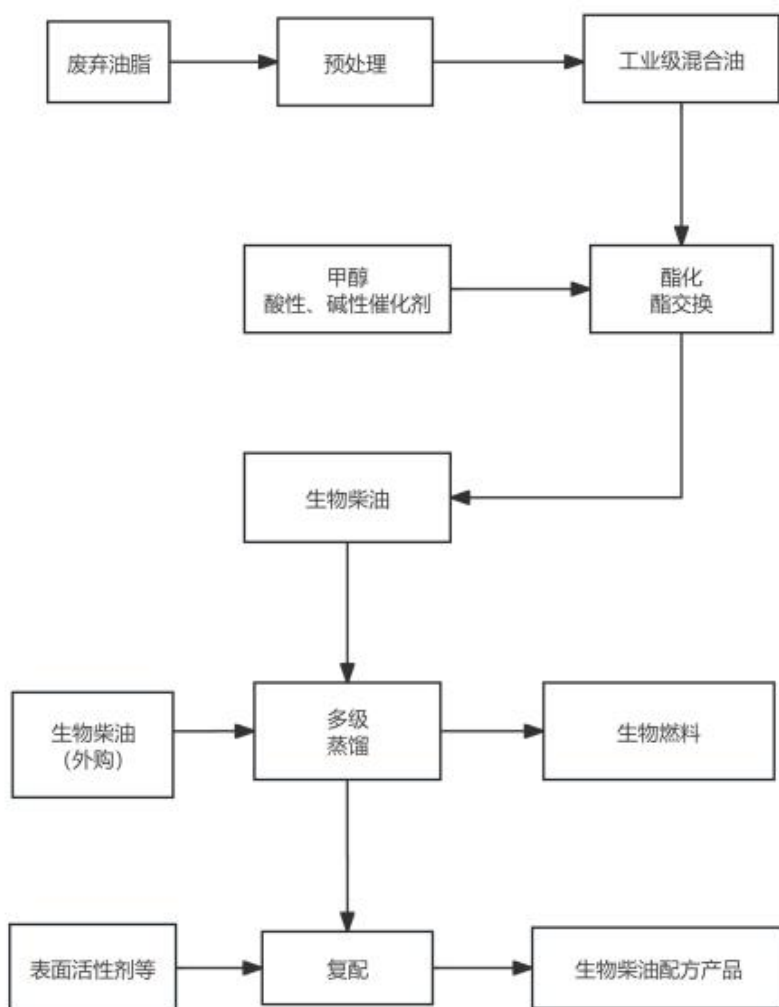 废弃油脂
预处理
工业级混合油
甲醇
酸性、碱性催化剂
酯化
酯交换
生物柴油
生物柴油
（外购）
多级
蒸馏
生物燃料
表面活性剂等
复配
生物柴油配方产品